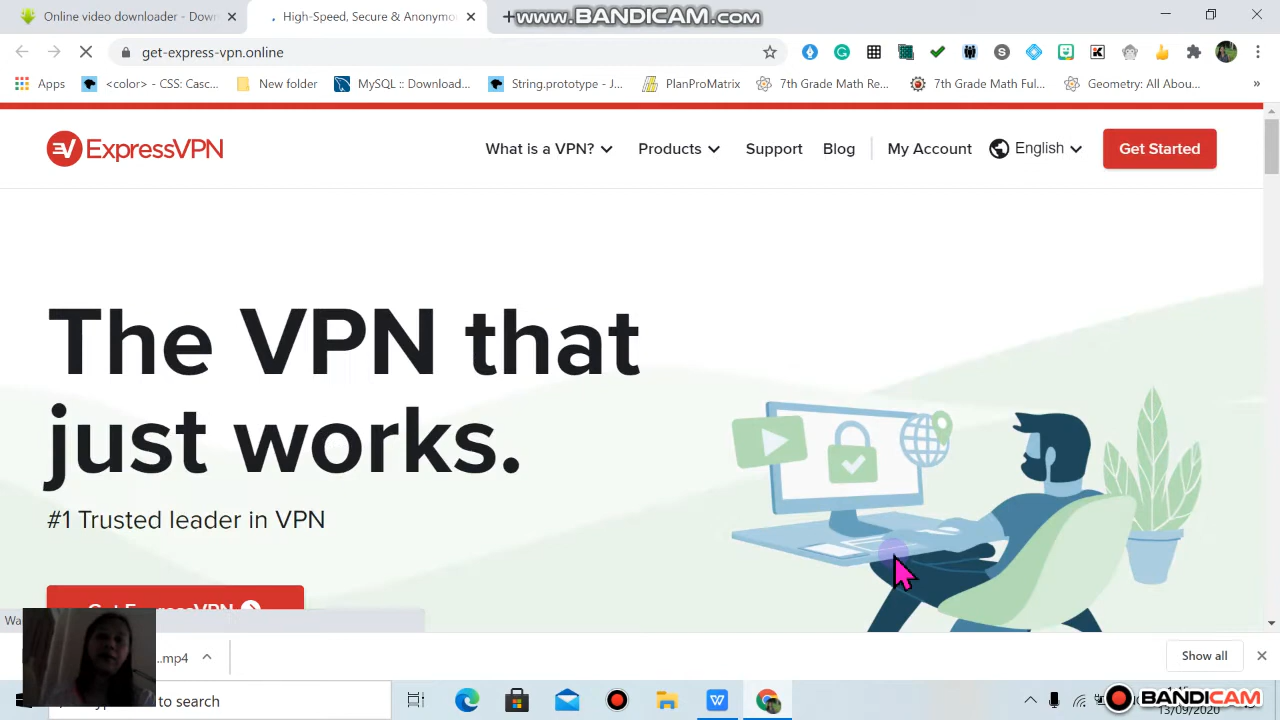 Online video downloader - Dow
High-Speed, Secure & Anonymo
www.BANDICAM.com
get-express-vpn.online
Apps
<color> - CSS: Casc...
New folder
MySQL :: Download...
String.prototype - J...
PlanProMatrix
7th Grade Math Re...
7th Grade Math Ful...
Geometry: All Abou...
»
ExpressVPN
What is a VPN?
Products
Support
Blog
My Account
English
Get Started
The VPN that
just works.
#1 Trusted leader in VPN
Get ExpressVPN
...mp4
Show all
to search
BANDICAM
13/09/2020